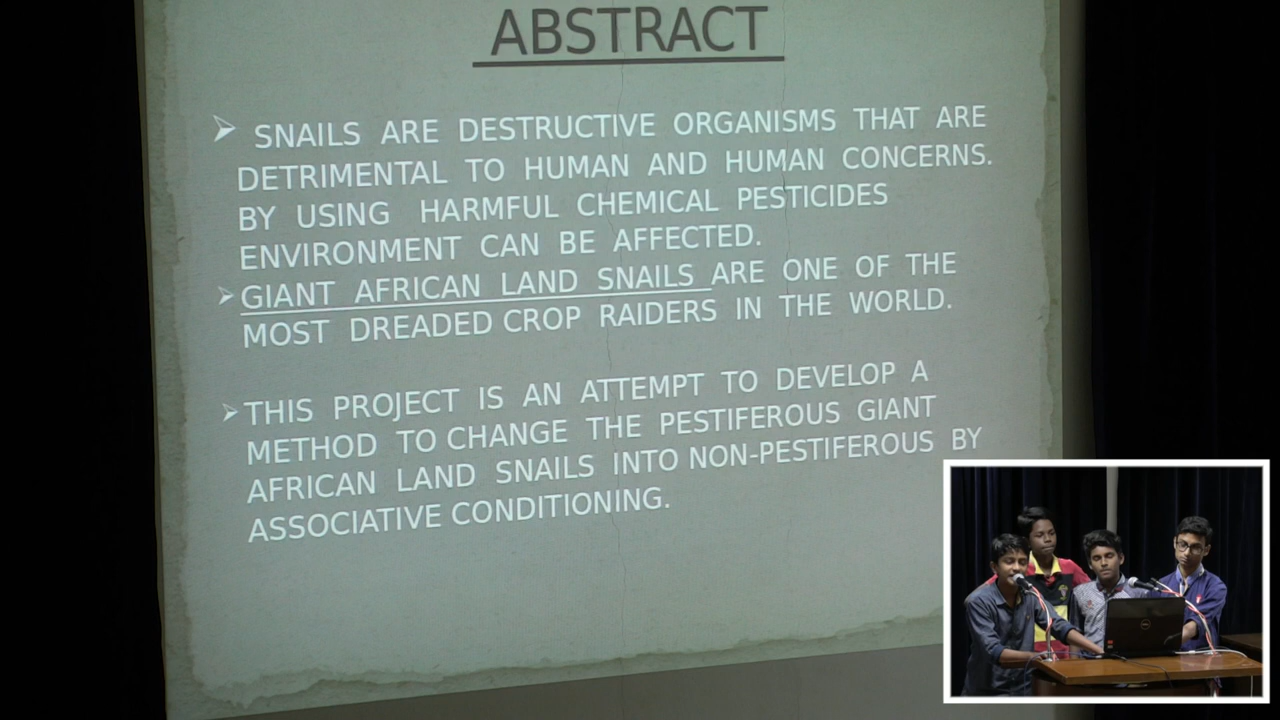 ABSTRACT
➢ SNAILS ARE DESTRUCTIVE ORGANISMS THAT ARE
DETRIMENTAL TO HUMAN AND HUMAN CONCERNS.
BY USING HARMFUL CHEMICAL PESTICIDES
ENVIRONMENT CAN BE AFFECTED.
➢ GIANT AFRICAN LAND SNAILS ARE ONE OF THE
MOST DREADED CROP RAIDERS IN THE WORLD.
➢ THIS PROJECT IS AN ATTEMPT TO DEVELOP A
METHOD TO CHANGE THE PESTIFEROUS GIANT
AFRICAN LAND SNAILS INTO NON-PESTIFEROUS BY
ASSOCIATIVE CONDITIONING.